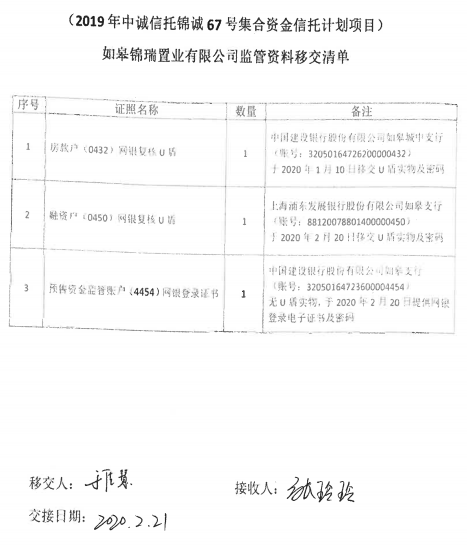 （2019年中诚信托锦诚67号集合资金信托计划项目）
如皋锦瑞置业有限公司监管资料移交清单
序号 证照名称 数量 备注
1 房款户（0432）网银复核U盾 1 中国建设银行股份有限公司如皋城中支行
（账号：32050164726200000432）
于2020年1月10日移交U盾实物及密码
2 融资户（0450）网银复核U盾 1 上海浦东发展银行股份有限公司如皋支行
（账号：88120078801400000450）
于2020年2月20日移交U盾实物及密码
3 预售资金监管账户（4454）网银登录证书 1 中国建设银行股份有限公司如皋支行
（账号：32050164723600004454）
无U盾实物，于2020年2月20日提供网银
登录电子证书及密码
移交人： 接收人：张玲玲
交接日期：2020.2.21